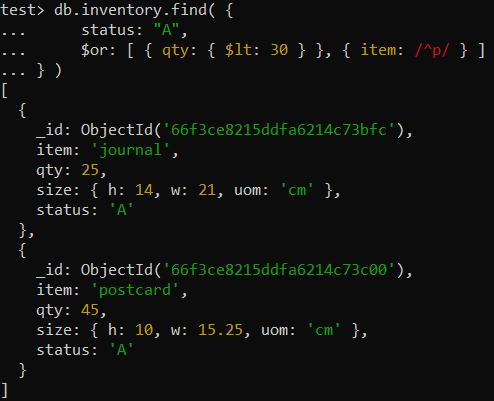 test> db.inventory.find( {
...     status: "A",
...     $or: [ { qty: { $lt: 30 } }, { item: /^p/ } ]
... } )
[
  {
    _id: ObjectId('66f3ce8215ddfa6214c73bfc'),
    item: 'journal',
    qty: 25,
    size: { h: 14, w: 21, uom: 'cm' },
    status: 'A'
  },
  {
    _id: ObjectId('66f3ce8215ddfa6214c73c00'),
    item: 'postcard',
    qty: 45,
    size: { h: 10, w: 15.25, uom: 'cm' },
    status: 'A'
  }
]